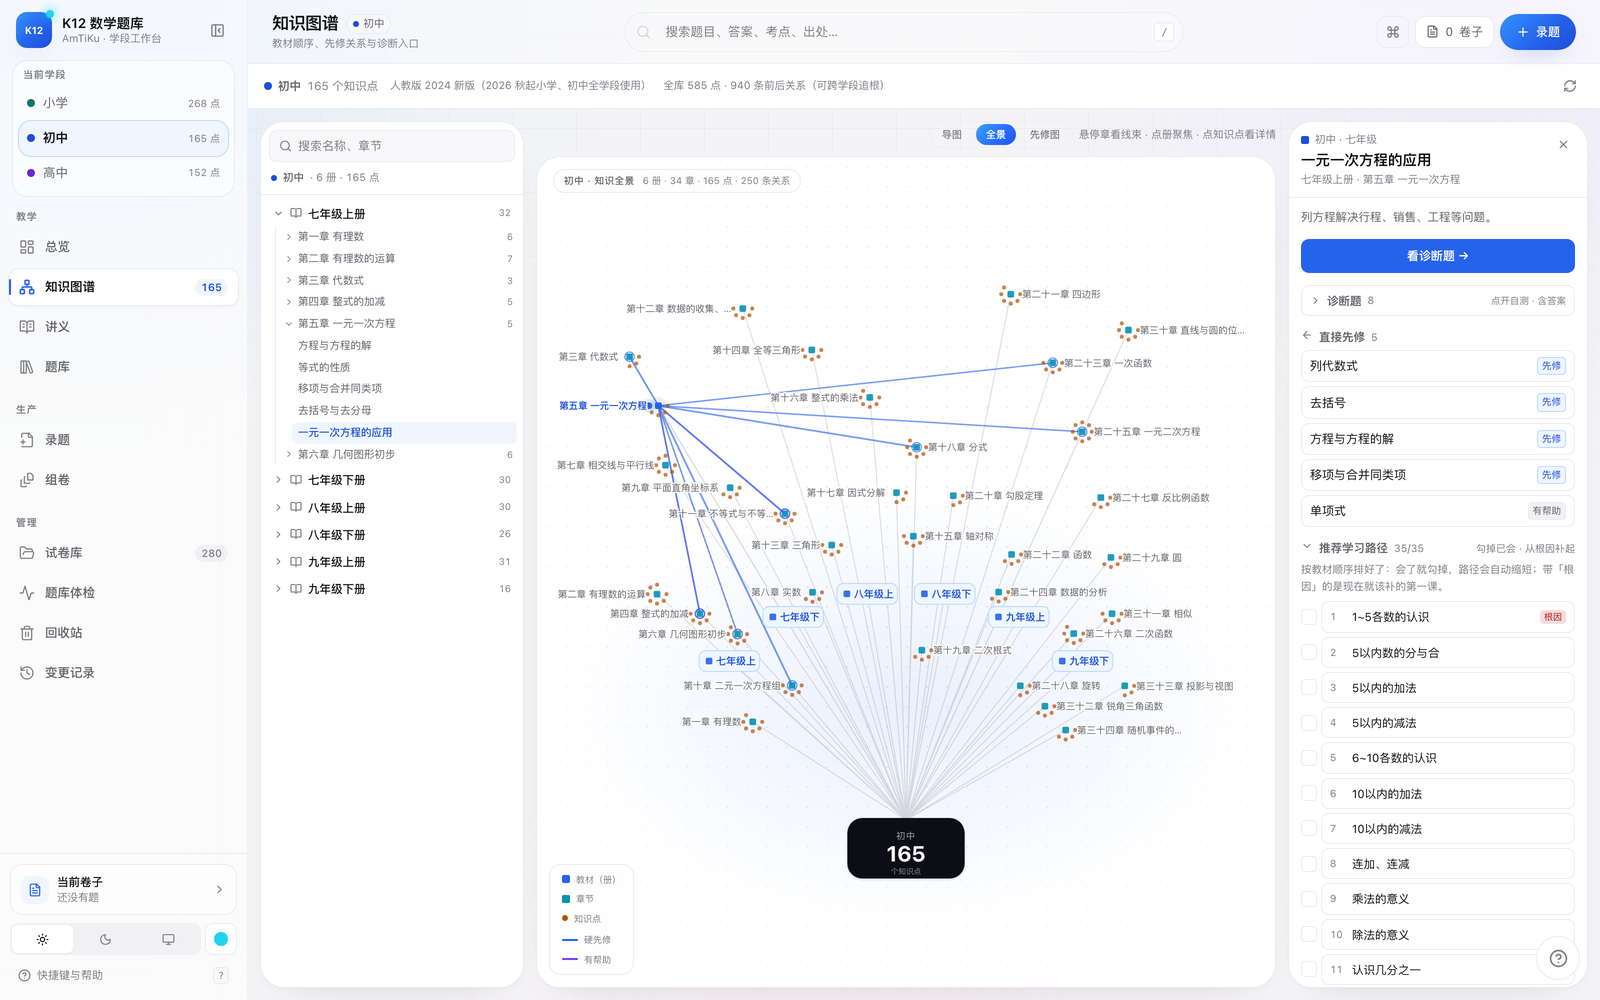 K12
K12 数学题库
AmTiKu · 学段工作台
当前学段
小学 268 点
初中 165 点
高中 152 点
教学
总览
知识图谱 165
讲义
题库
生产
录题
组卷
管理
试卷库 280
题库体检
回收站
变更记录
当前卷子
还没有题
快捷键与帮助 ?
知识图谱 初中
教材顺序、先修关系与诊断入口
搜索题目、答案、考点、出处... /
⌘
0 卷子
+ 录题
初中 165 个知识点 人教版 2024 新版（2026 秋起小学、初中全学段使用） 全库 585 点 · 940 条前后关系（可跨学段追根）
搜索名称、章节
初中 · 6 册 · 165 点
七年级上册 32
第一章 有理数 6
第二章 有理数的运算 7
第三章 代数式 3
第四章 整式的加减 5
第五章 一元一次方程 5
方程与方程的解
等式的性质
移项与合并同类项
去括号与去分母
一元一次方程的应用
第六章 几何图形初步 6
七年级下册 30
八年级上册 30
八年级下册 26
九年级上册 31
九年级下册 16
导图 全景 先修图 悬停章看线束 · 点册聚焦 · 点知识点看详情
初中 · 知识全景 6 册 · 34 章 · 165 点 · 250 条关系
第二十一章 四边形
第十二章 数据的收集、...
第三十章 直线与圆的位...
第十四章 全等三角形
第三章 代数式
第二十三章 一次函数
第十六章 整式的乘法
第五章 一元一次方程
第二十五章 一元二次方程
第十八章 分式
第七章 相交线与平行线
第九章 平面直角坐标系
第十七章 因式分解
第二十章 勾股定理
第二十七章 反比例函数
第十一章 不等式与不等...
第十五章 轴对称
第十三章 三角形
第二十二章 函数
第二十九章 圆
第二章 有理数的运算
第八章 实数
八年级上
八年级下
第二十四章 数据的分析
第四章 整式的加减
七年级下
九年级上
第三十一章 相似
第六章 几何图形初步
第二十六章 二次函数
第十九章 二次根式
七年级上
九年级下
第十章 二元一次方程组
第二十八章 旋转
第三十三章 投影与视图
第三十二章 锐角三角函数
第一章 有理数
第三十四章 随机事件的...
初中
165
个知识点
教材（册）
章节
知识点
硬先修
有帮助
初中 · 七年级
一元一次方程的应用
七年级上册 · 第五章 一元一次方程
列方程解决行程、销售、工程等问题。
看诊断题 →
诊断题 8 点开自测 · 含答案
← 直接先修 5
列代数式 先修
去括号 先修
方程与方程的解 先修
移项与合并同类项 先修
单项式 有帮助
推荐学习路径 35/35 勾掉已会 · 从根因补起
按教材顺序排好了：会了就勾掉，路径会自动缩短；带「根
因」的是现在就该补的第一课。
1 1~5各数的认识 根因
2 5以内数的分与合
3 5以内的加法
4 5以内的减法
5 6~10各数的认识
6 10以内的加法
7 10以内的减法
8 连加、连减
9 乘法的意义
10 除法的意义
11 认识几分之一